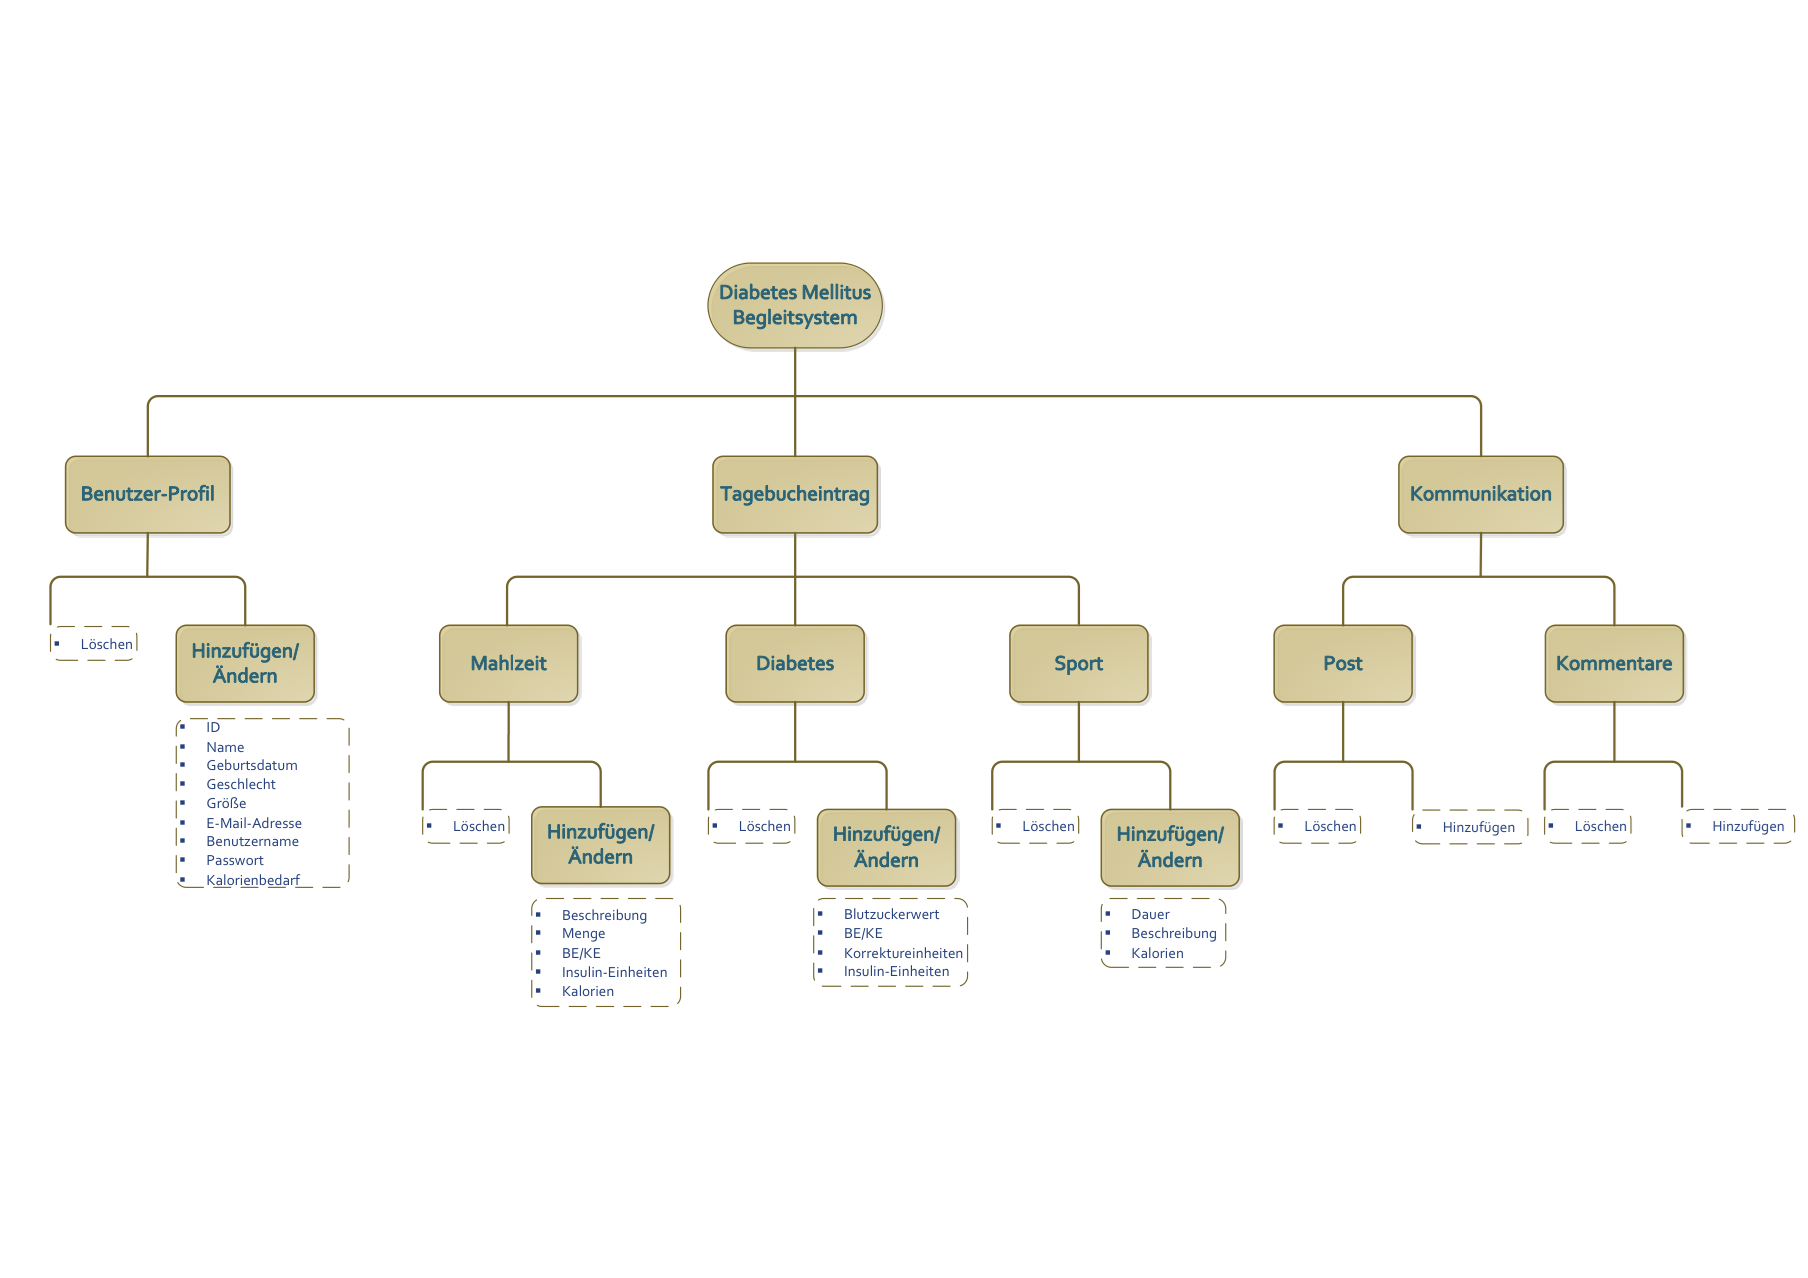 Diabetes Mellitus
Begleitsystem
Benutzer-Profil
Tagebucheintrag
Kommunikation
Löschen
Hinzufügen/
Ändern
Mahlzeit
Diabetes
Sport
Post
Kommentare
ID
Name
Geburtsdatum
Geschlecht
Größe
E-Mail-Adresse
Benutzername
Passwort
Kalorienbedarf
Löschen
Hinzufügen/
Ändern
Löschen
Hinzufügen/
Ändern
Löschen
Hinzufügen/
Ändern
Löschen
Hinzufügen
Löschen
Hinzufügen
Beschreibung
Menge
BE/KE
Insulin-Einheiten
Kalorien
Blutzuckerwert
BE/KE
Korrektureinheiten
Insulin-Einheiten
Dauer
Beschreibung
Kalorien